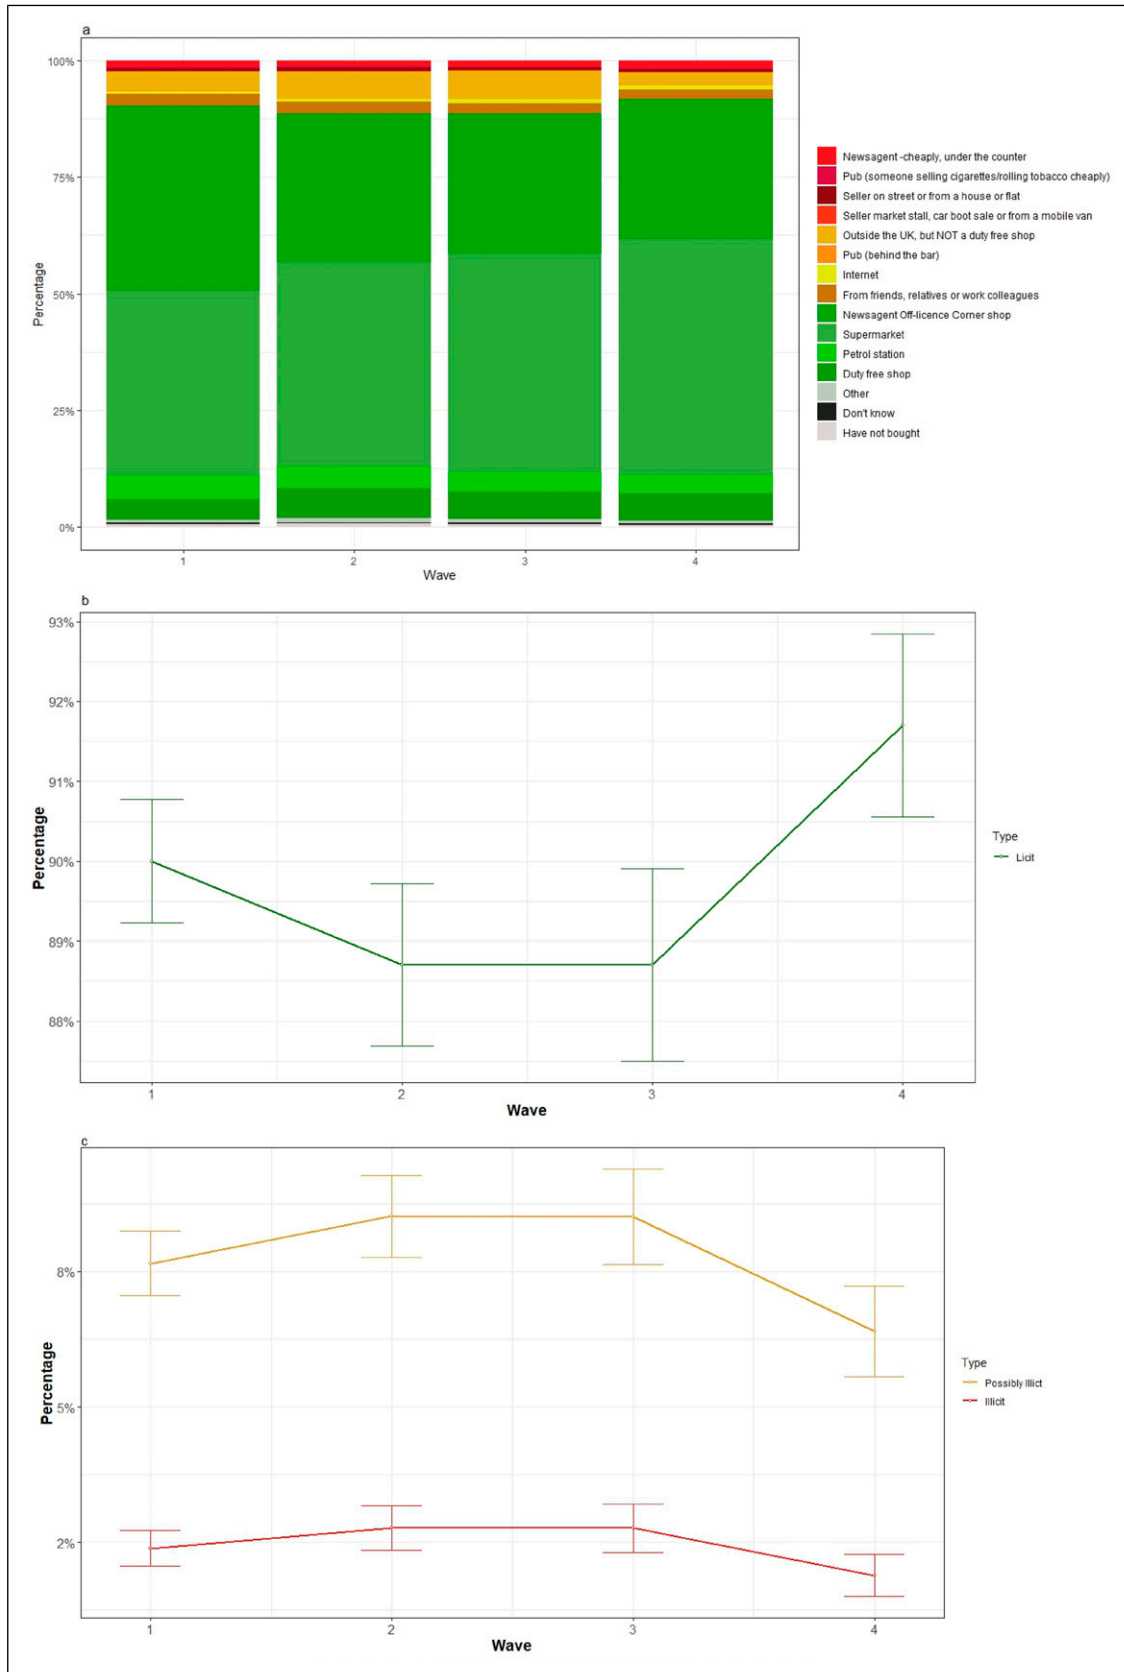 a
100%
75%
50%
25%
0%
Percentage
1 2 3 4
Wave
Newsagent -cheaply, under the counter
Pub (someone selling cigarettes/rolling tobacco cheaply)
Seller on street or from a house or flat
Seller market stall, car boot sale or from a mobile van
Outside the UK, but NOT a duty free shop
Pub (behind the bar)
Internet
From friends, relatives or work colleagues
Newsagent Off-licence Corner shop
Supermarket
Petrol station
Duty free shop
Other
Don't know
Have not bought
b
93%
92%
91%
90%
89%
88%
Percentage
1 2 3 4
Wave
Type
Licit
c
8%
5%
2%
Percentage
1 2 3 4
Wave
Type
Possibly Illict
Illicit